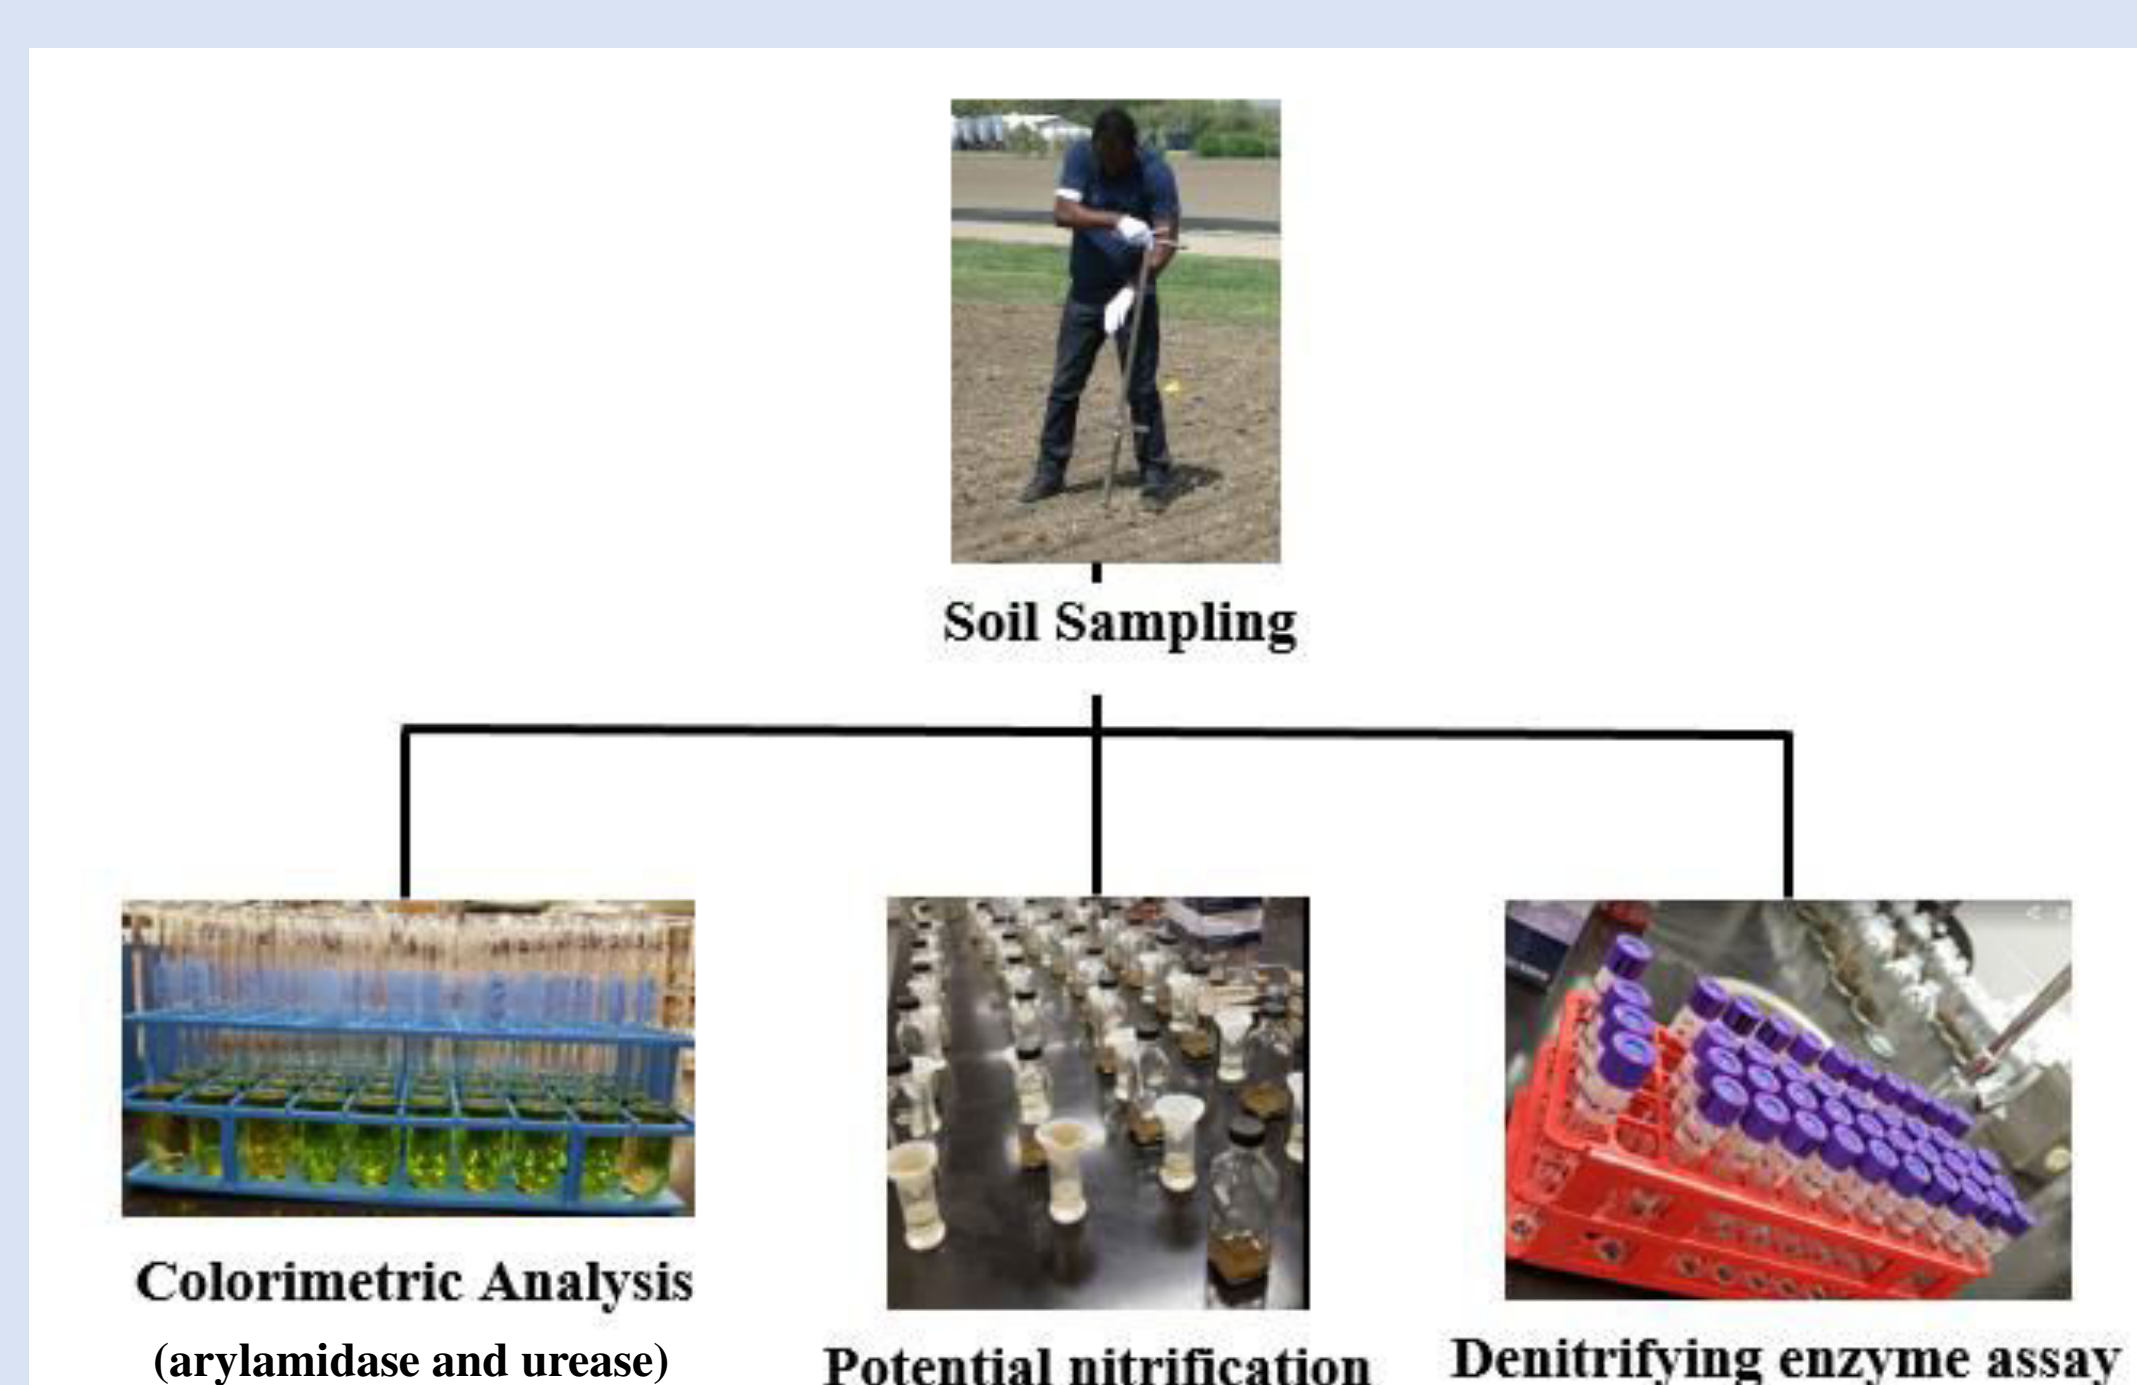 Soil Sampling
Colorimetric Analysis
(arylamidase and urease)
Potential nitrification
Denitrifying enzyme assay